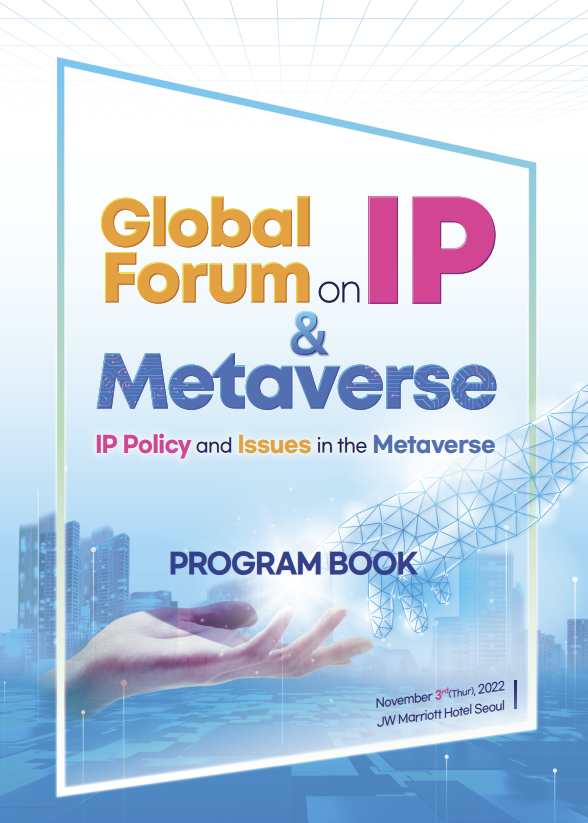 Global
Forum on IP
&
Metaverse
IP Policy and Issues in the Metaverse
PROGRAM BOOK
November 3rd(Thur), 2022
JW Marriott Hotel Seoul